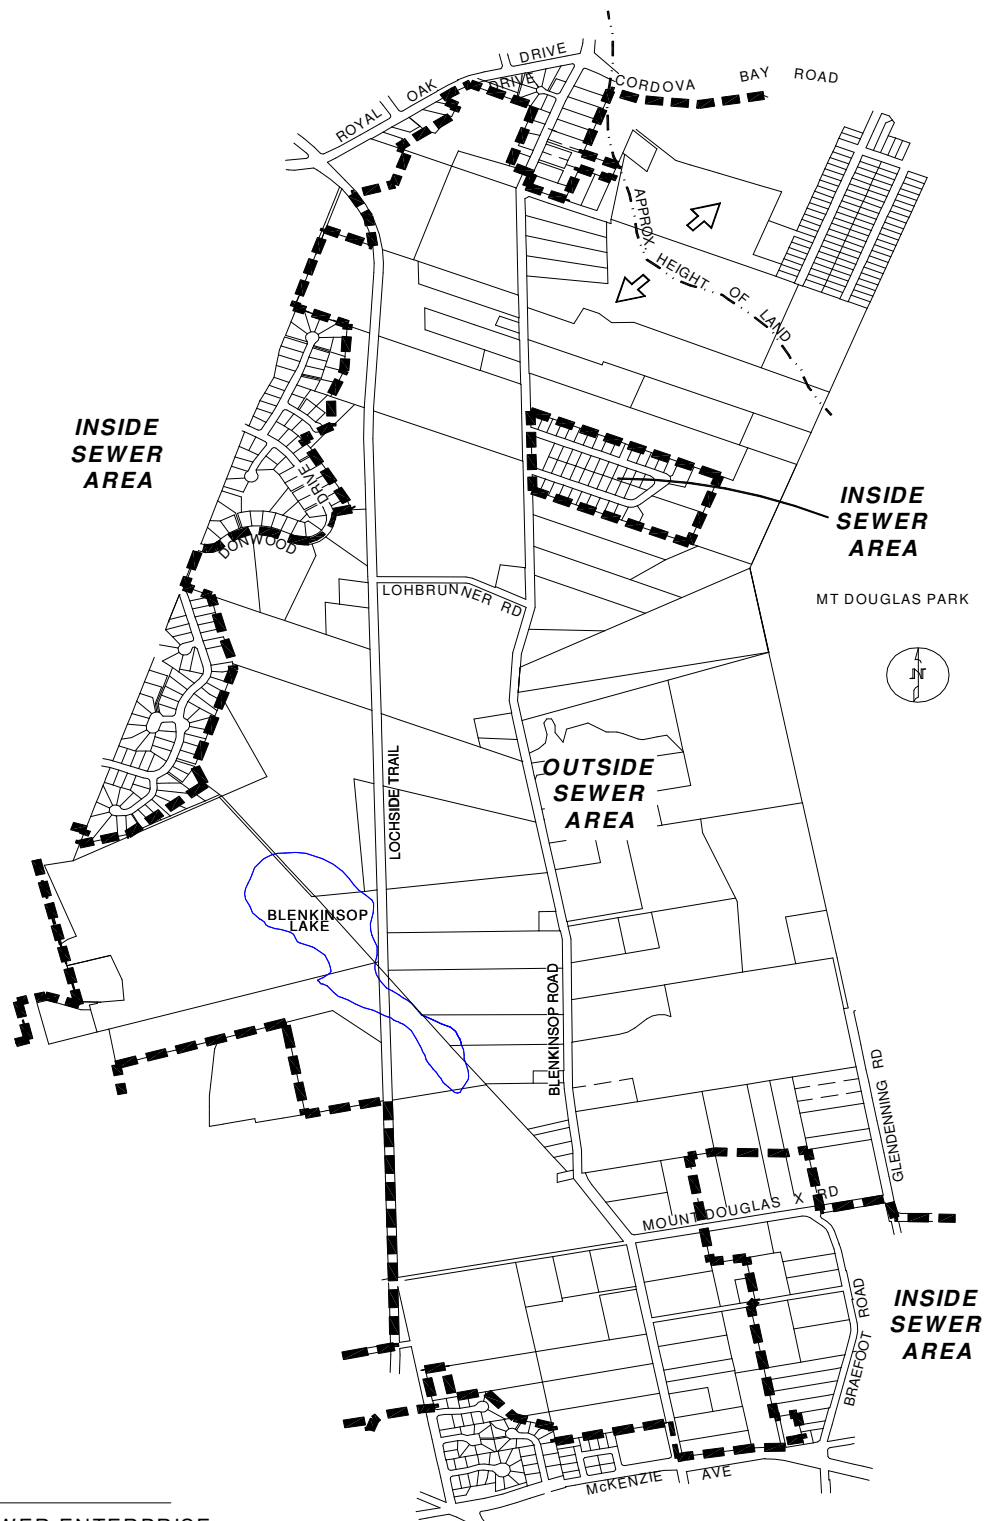 DRIVE
DRIVE
ROYAL OAK
CORDOVA BAY ROAD
APPROX HEIGHT OF LAND
INSIDE
SEWER
AREA
DRIVE
DONWOOD
INSIDE
SEWER
AREA
LOHBRUNNER RD
MT DOUGLAS PARK
N
LOCHSIDE TRAIL
OUTSIDE
SEWER
AREA
BLENKINSOP
LAKE
BLENKINSOP ROAD
GLENDENNING RD
MOUNT DOUGLAS X RD
INSIDE
SEWER
AREA
BRAEFOOT ROAD
McKENZIE AVE